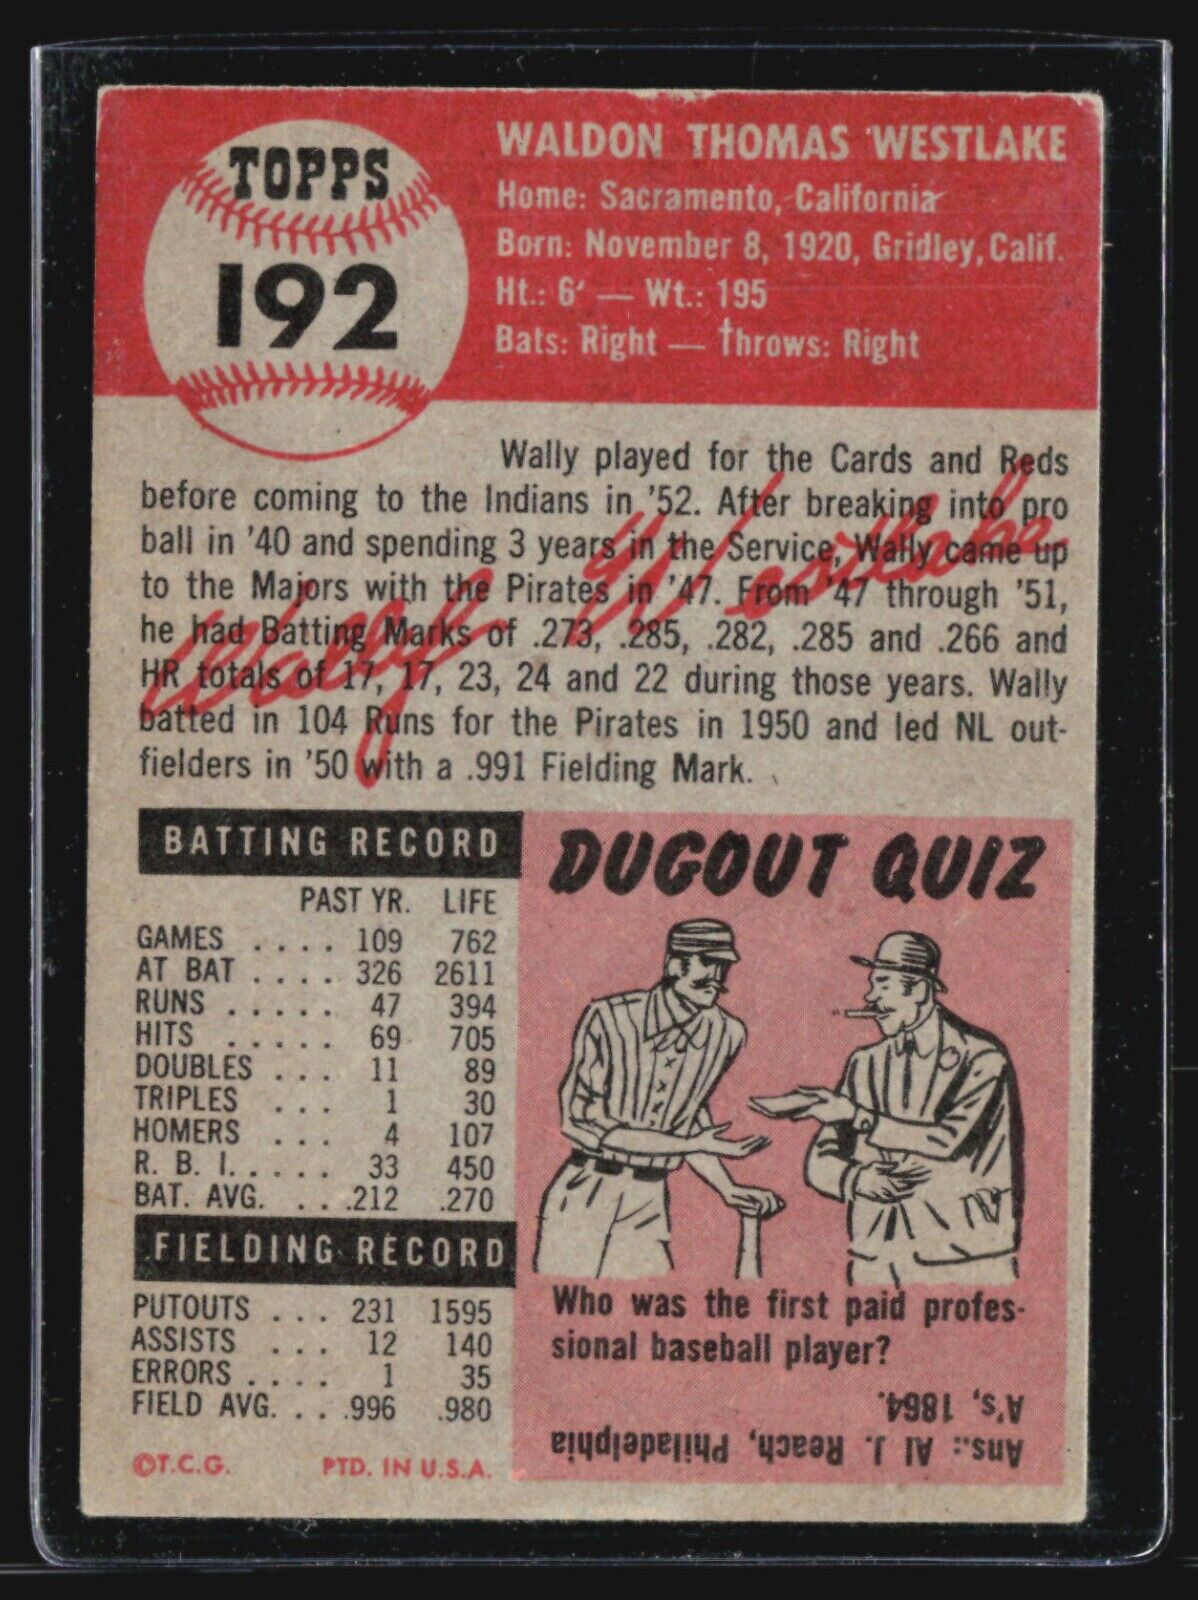 TOPPS
192
WALDON THOMAS WESTLAKE
Home: Sacramento, California
Born: November 8, 1920, Gridley, Calif.
Ht.: 6' — Wt.: 195
Bats: Right — Throws: Right
Wally played for the Cards and Reds
before coming to the Indians in '52. After breaking into pro
ball in '40 and spending 3 years in the Service, Wally came up
to the Majors with the Pirates in '47. From '47 through '51,
he had Batting Marks of .273, .285, .282, .285 and .266 and
HR totals of 17, 17, 23, 24 and 22 during those years. Wally
batted in 104 Runs for the Pirates in 1950 and led NL out-
fielders in '50 with a .991 Fielding Mark.
Wally Westlake
BATTING RECORD
PAST YR. LIFE
GAMES .... 109 762
AT BAT .... 326 2611
RUNS ..... 47 394
HITS ..... 69 705
DOUBLES ... 11 89
TRIPLES ... 1 30
HOMERS ... 4 107
R. B. I. .... 33 450
BAT. AVG. ... .212 .270
FIELDING RECORD
PUTOUTS ... 231 1595
ASSISTS ... 12 140
ERRORS .... 1 35
FIELD AVG. ... .996 .980
©T.C.G. PTD. IN U.S.A.
DUGOUT QUIZ
Who was the first paid profes-
sional baseball player?
Ans.: Al J. Reach, Philadelphia
A's, 1864.